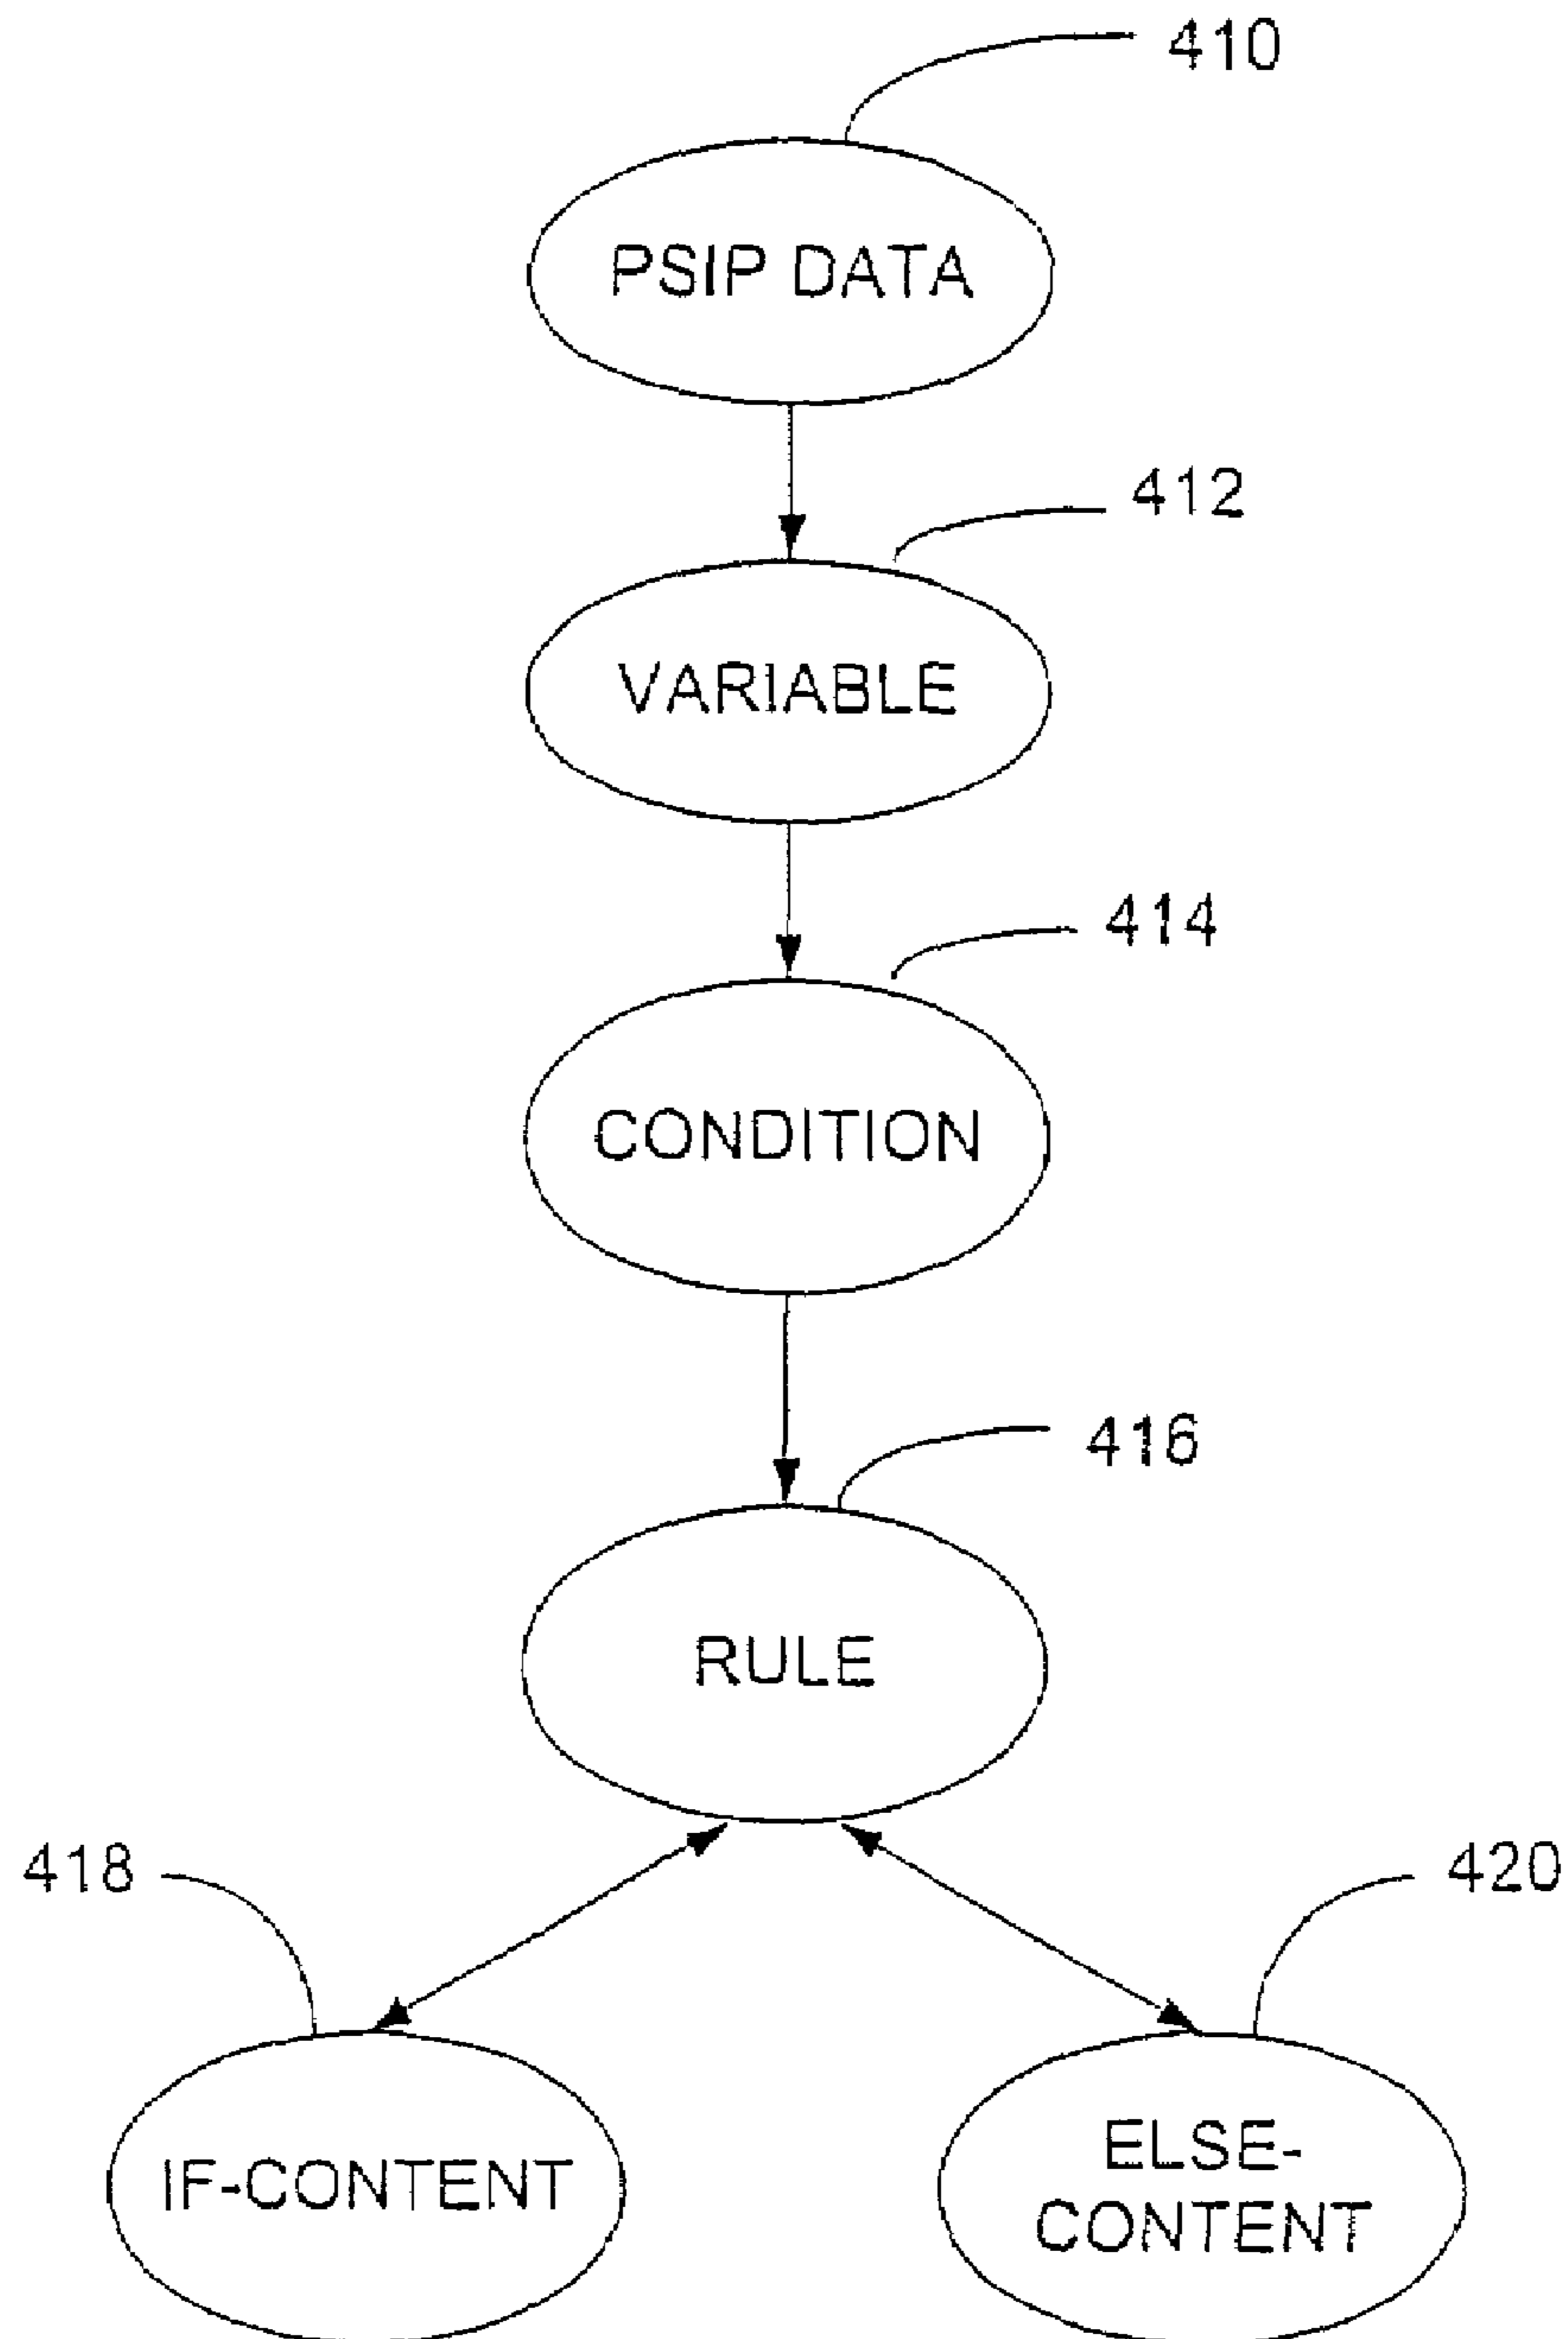 410
PSIP DATA
412
VARIABLE
414
CONDITION
416
RULE
418
420
IF-CONTENT
ELSE-
CONTENT